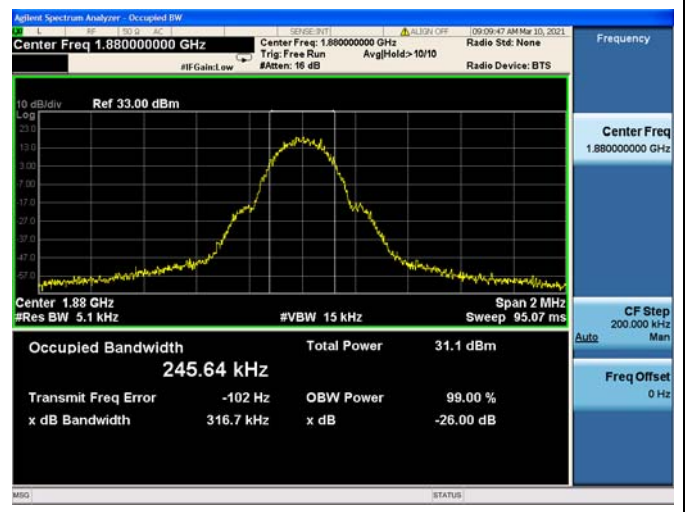 Agilent Spectrum Analyzer - Occupied BW
L RF 50 Ω AC SENSE:INT ALIGN OFF 09:09:47 AM Mar 10, 2021
Center Freq 1.880000000 GHz Center Freq: 1.880000000 GHz Radio Std: None Frequency
Trig: Free Run Avg|Hold:> 10/10
#IFGain:Low #Atten: 16 dB Radio Device: BTS
10 dB/div Ref 33.00 dBm
Log
23.0
13.0
3.00
-7.00
-17.0
-27.0
-37.0
-47.0
-57.0
Center 1.88 GHz Span 2 MHz
#Res BW 5.1 kHz #VBW 15 kHz Sweep 95.07 ms
Occupied Bandwidth Total Power 31.1 dBm
245.64 kHz
Transmit Freq Error -102 Hz OBW Power 99.00 %
x dB Bandwidth 316.7 kHz x dB -26.00 dB
Center Freq
1.880000000 GHz
CF Step
200.000 kHz
Auto Man
Freq Offset
0 Hz
MSG STATUS